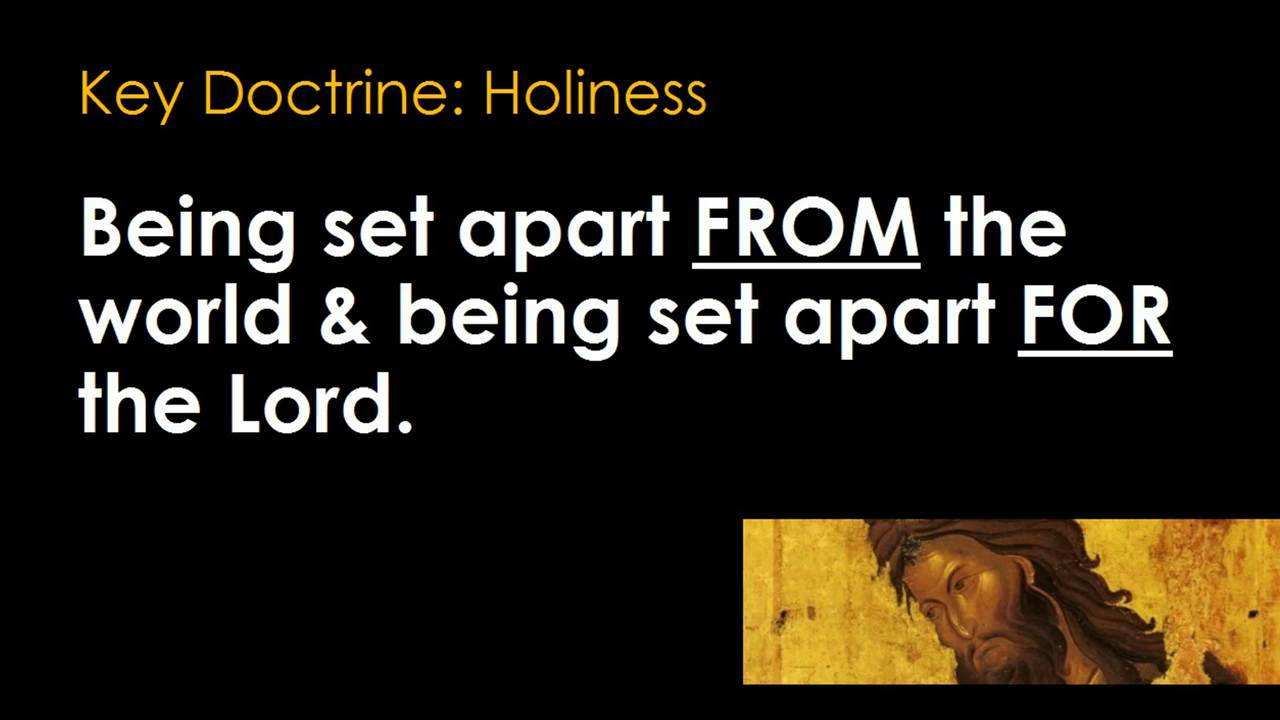 Key Doctrine: Holiness
Being set apart FROM the
world & being set apart FOR
the Lord.